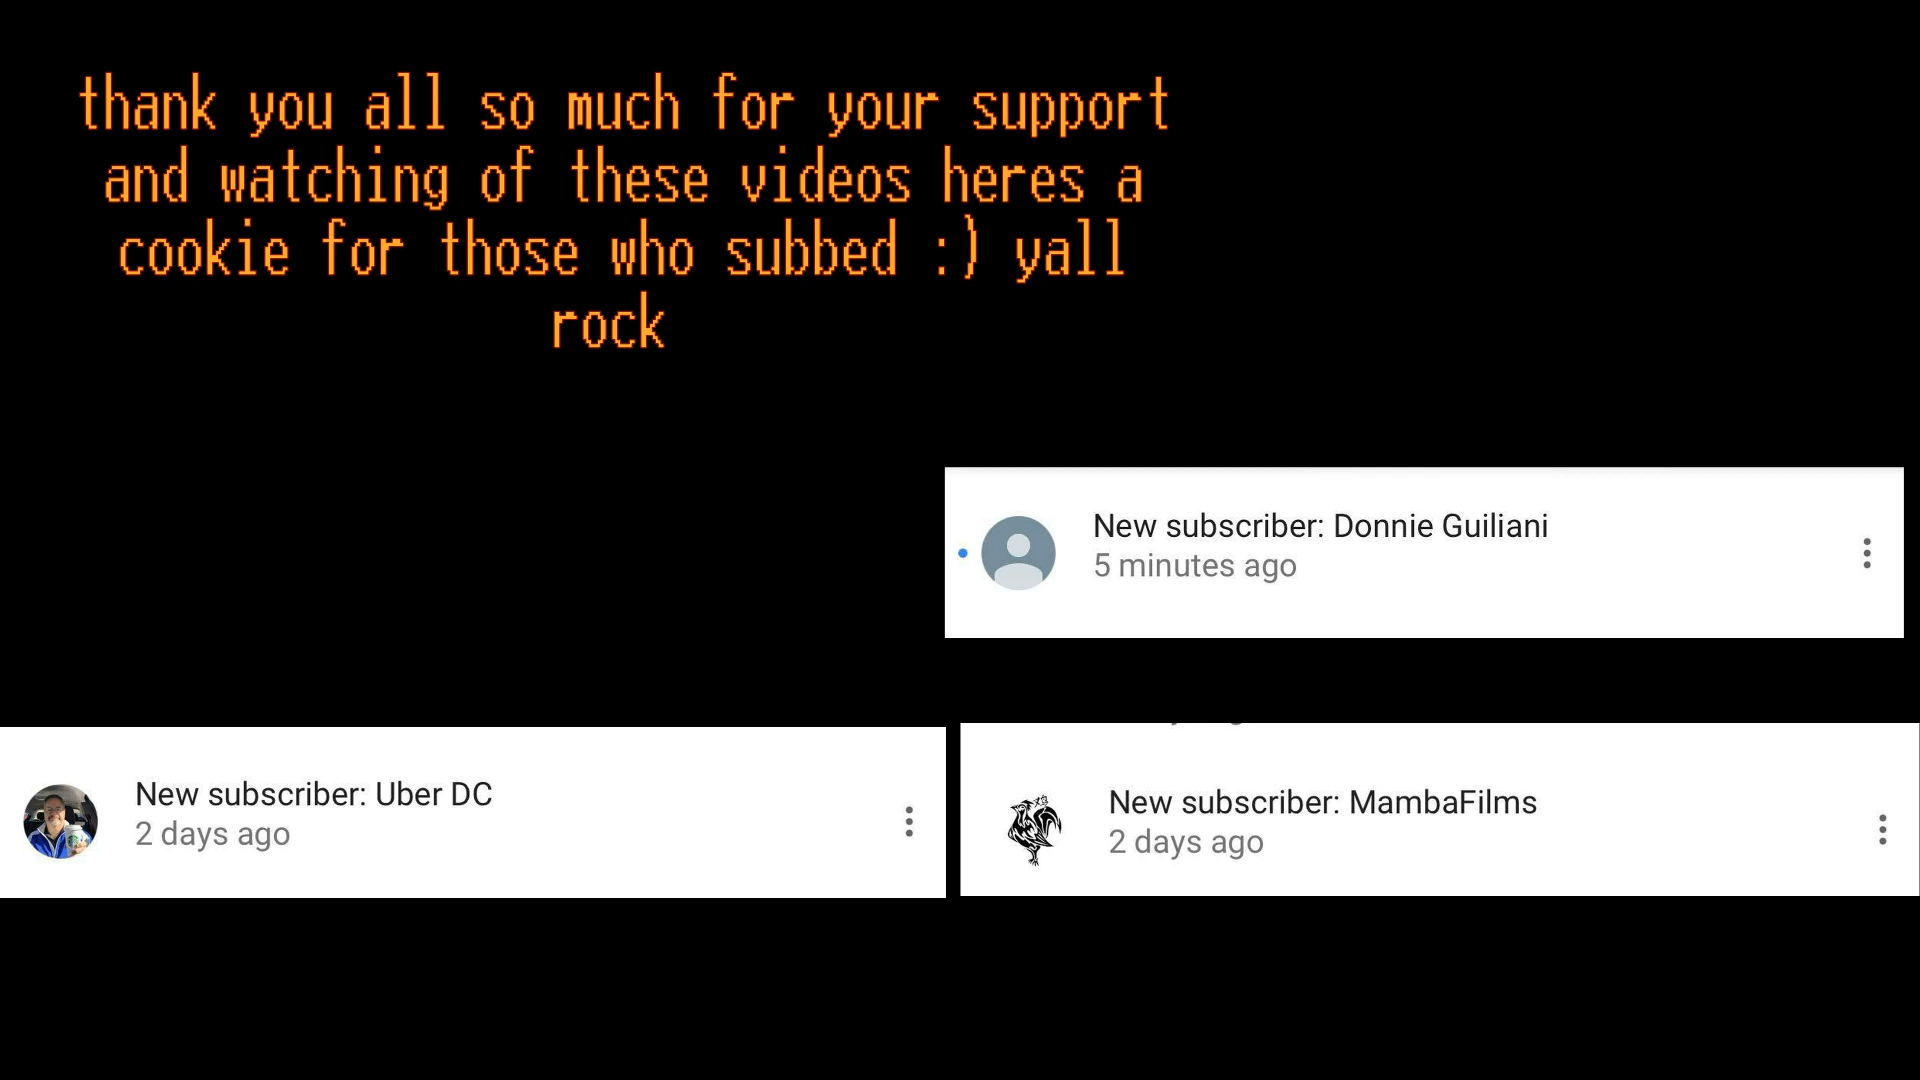 thank you all so much for your support
and watching of these videos heres a
cookie for those who subbed :) yall
rock
New subscriber: Donnie Guiliani
5 minutes ago
New subscriber: Uber DC
2 days ago
New subscriber: MambaFilms
2 days ago